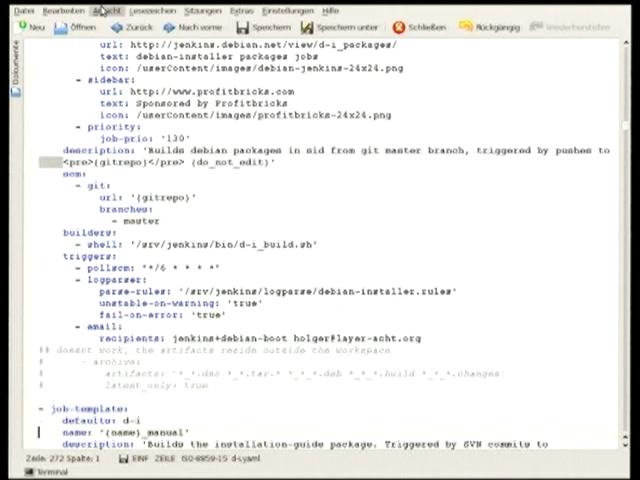 Datei Bearbeiten Ansicht Lesezeichen Sitzungen Extras Einstellungen Hilfe
Neu Öffnen Zurück Nach vorne Speichern Speichern unter Schließen Rückgängig Wiederherstellen
Dokumente
url: http://jenkins.debian.net/view/d-i_packages/
text: debian-installer packages jobs
icon: /userContent/images/debian-jenkins-24x24.png
- sidebar:
url: http://www.profitbricks.com
text: Sponsored by Profitbricks
icon: /userContent/images/profitbricks-24x24.png
- priority:
job-prio: '130'
description: 'Builds debian packages in sid from git master branch, triggered by pushes to
<pre>{gitrepo}</pre> {do_not_edit}'
scm:
- git:
url: '{gitrepo}'
branches:
- master
builders:
- shell: '/srv/jenkins/bin/d-i_build.sh'
triggers:
- pollscm: '*/6 * * * *'
- logparser:
parse-rules: '/srv/jenkins/logparse/debian-installer.rules'
unstable-on-warning: 'true'
fail-on-error: 'true'
- email:
recipients: jenkins+debian-boot holger@layer-acht.org
## doesnt work, the artifacts reside outside the workspace
# - archive:
# artifacts: '*_*.dsc *_*.tar.* *_*.deb *_*.build *_*.changes'
# latest_only: true
- job-template:
defaults: d-i
name: '{name}_manual'
description: 'Builds the installation-guide package. Triggered by SVN commits to
Zeile: 272 Spalte: 1 EINF ZEILE ISO-8859-15 d-i.yaml
Terminal